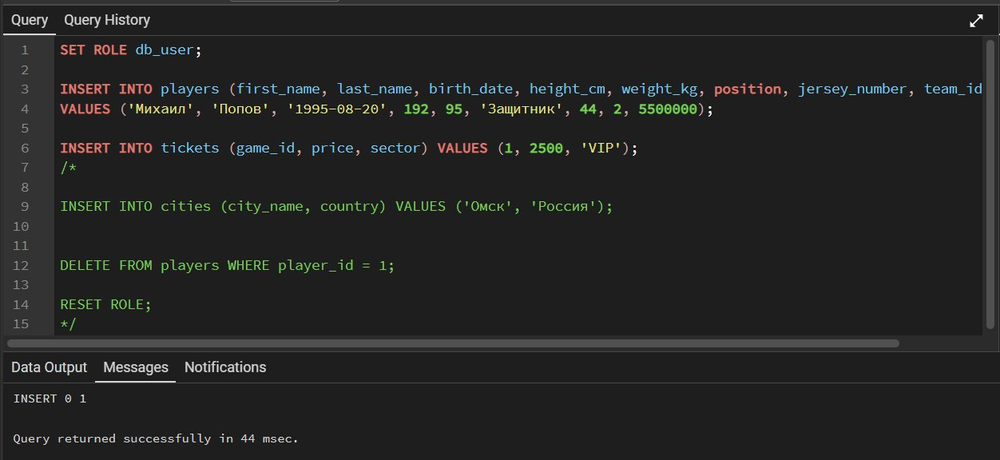 Query Query History
1 SET ROLE db_user;
2
3 INSERT INTO players (first_name, last_name, birth_date, height_cm, weight_kg, position, jersey_number, team_id
4 VALUES ('Михаил', 'Попов', '1995-08-20', 192, 95, 'Защитник', 44, 2, 5500000);
5
6 INSERT INTO tickets (game_id, price, sector) VALUES (1, 2500, 'VIP');
7 /*
8
9 INSERT INTO cities (city_name, country) VALUES ('Омск', 'Россия');
10
11
12 DELETE FROM players WHERE player_id = 1;
13
14 RESET ROLE;
15 */
Data Output Messages Notifications
INSERT 0 1
Query returned successfully in 44 msec.